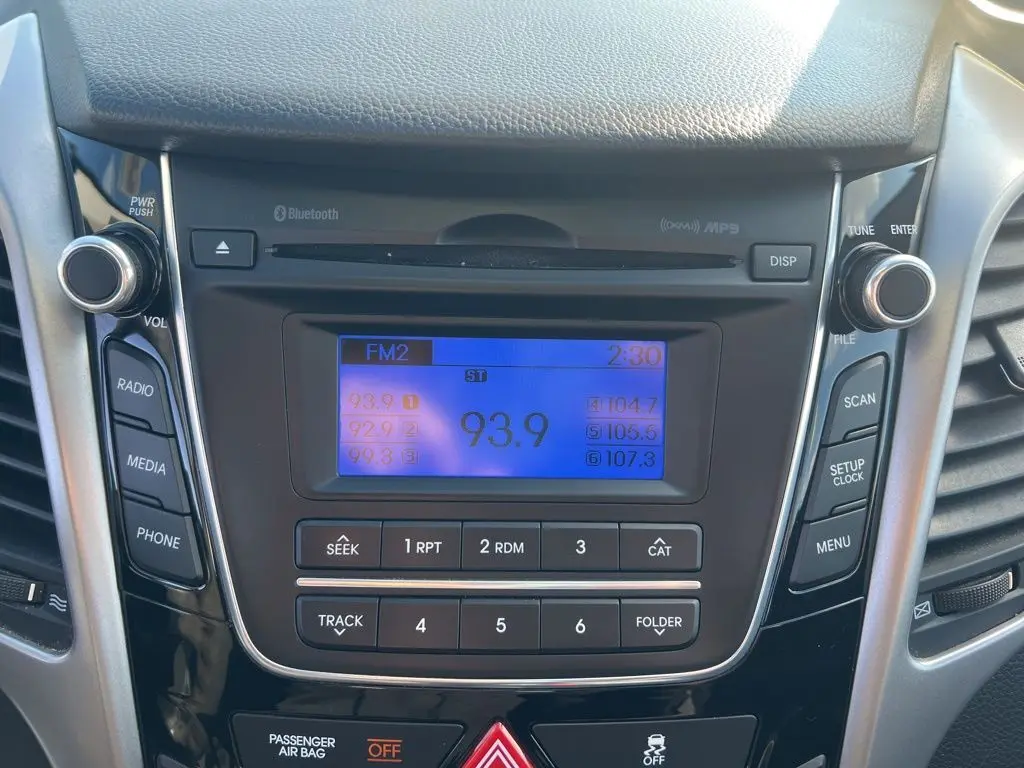 PWR
PUSH
Bluetooth
((XM)) MP3
TUNE ENTER
DISP
VOL
FILE
FM2 2:30
ST
93.9 1
92.9 2
99.3 3
93.9
4 104.7
5 105.5
6 107.3
RADIO
MEDIA
PHONE
SCAN
SETUP
CLOCK
MENU
SEEK 1 RPT 2 RDM 3 CAT
TRACK 4 5 6 FOLDER
PASSENGER
AIR BAG OFF
OFF